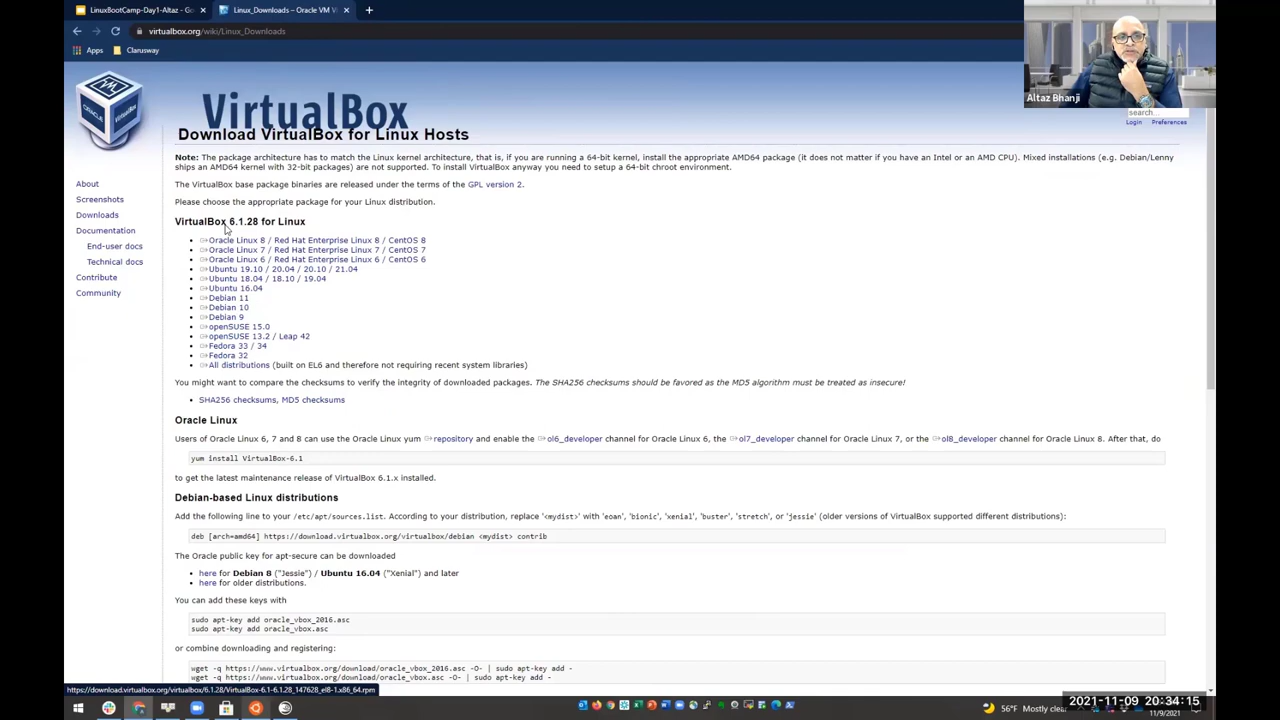 LinuxBootCamp-Day1-Altaz - Go
Linux_Downloads – Oracle VM Vi
virtualbox.org/wiki/Linux_Downloads
Apps
Clarusway
Altaz Bhanji
VirtualBox
search...
Login
Preferences
Download VirtualBox for Linux Hosts
Note: The package architecture has to match the Linux kernel architecture, that is, if you are running a 64-bit kernel, install the appropriate AMD64 package (it does not matter if you have an Intel or an AMD CPU). Mixed installations (e.g. Debian/Lenny
ships an AMD64 kernel with 32-bit packages) are not supported. To install VirtualBox anyway you need to setup a 64-bit chroot environment.
About
Screenshots
Downloads
Documentation
End-user docs
Technical docs
Contribute
Community
The VirtualBox base package binaries are released under the terms of the GPL version 2.
Please choose the appropriate package for your Linux distribution.
VirtualBox 6.1.28 for Linux
Oracle Linux 8 / Red Hat Enterprise Linux 8 / CentOS 8
Oracle Linux 7 / Red Hat Enterprise Linux 7 / CentOS 7
Oracle Linux 6 / Red Hat Enterprise Linux 6 / CentOS 6
Ubuntu 19.10 / 20.04 / 20.10 / 21.04
Ubuntu 18.04 / 18.10 / 19.04
Ubuntu 16.04
Debian 11
Debian 10
Debian 9
openSUSE 15.0
openSUSE 13.2 / Leap 42
Fedora 33 / 34
Fedora 32
All distributions (built on EL6 and therefore not requiring recent system libraries)
You might want to compare the checksums to verify the integrity of downloaded packages. The SHA256 checksums should be favored as the MD5 algorithm must be treated as insecure!
SHA256 checksums, MD5 checksums
Oracle Linux
Users of Oracle Linux 6, 7 and 8 can use the Oracle Linux yum repository and enable the ol6_developer channel for Oracle Linux 6, the ol7_developer channel for Oracle Linux 7, or the ol8_developer channel for Oracle Linux 8. After that, do
yum install VirtualBox-6.1
to get the latest maintenance release of VirtualBox 6.1.x installed.
Debian-based Linux distributions
Add the following line to your /etc/apt/sources.list. According to your distribution, replace '<mydist>' with 'eoan', 'bionic', 'xenial', 'buster', 'stretch', or 'jessie' (older versions of VirtualBox supported different distributions):
deb [arch=amd64] https://download.virtualbox.org/virtualbox/debian <mydist> contrib
The Oracle public key for apt-secure can be downloaded
here for Debian 8 ("Jessie") / Ubuntu 16.04 ("Xenial") and later
here for older distributions.
You can add these keys with
sudo apt-key add oracle_vbox_2016.asc
sudo apt-key add oracle_vbox.asc
or combine downloading and registering:
wget -q https://www.virtualbox.org/download/oracle_vbox_2016.asc -O- | sudo apt-key add -
wget -q https://www.virtualbox.org/download/oracle_vbox.asc -O- | sudo apt-key add -
https://download.virtualbox.org/virtualbox/6.1.28/VirtualBox-6.1-6.1.28_147628_el8-1.x86_64.rpm
56°F Mostly clear
2021-11-09 20:34:15
11/9/2021